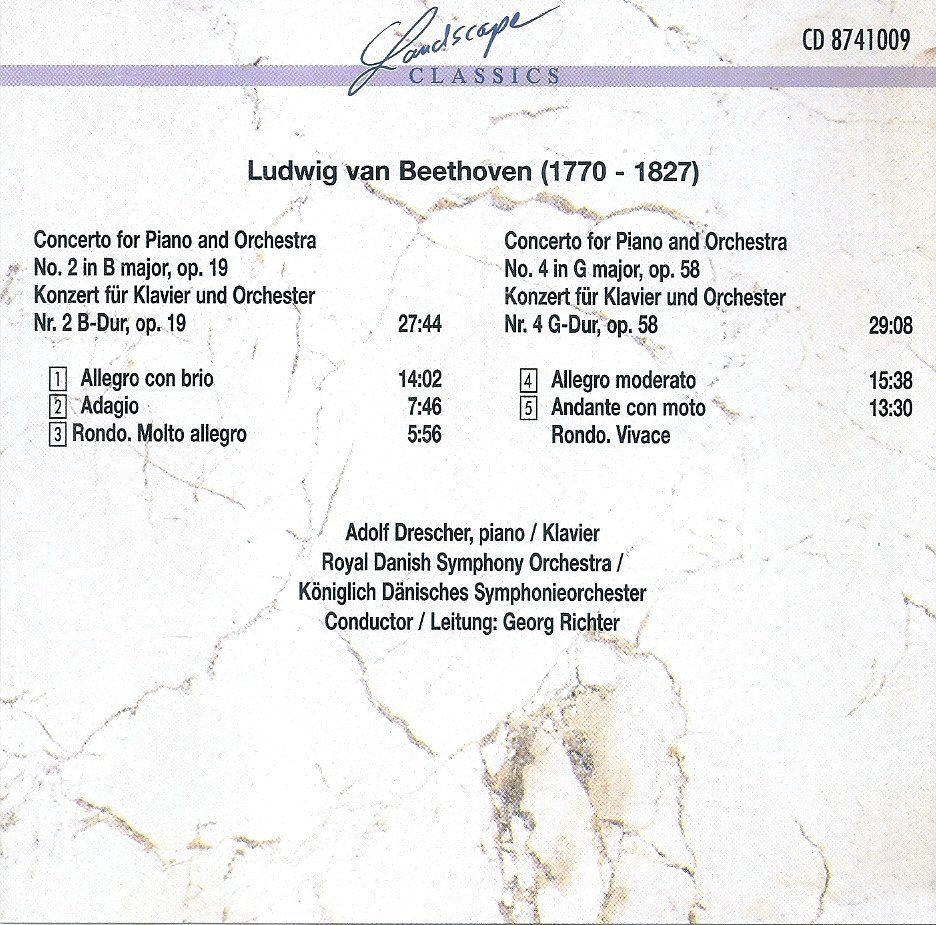 Landscape
CLASSICS
CD 8741009
Ludwig van Beethoven (1770 - 1827)
Concerto for Piano and Orchestra
No. 2 in B major, op. 19
Konzert für Klavier und Orchester
Nr. 2 B-Dur, op. 19 27:44
1 Allegro con brio 14:02
2 Adagio 7:46
3 Rondo. Molto allegro 5:56
Concerto for Piano and Orchestra
No. 4 in G major, op. 58
Konzert für Klavier und Orchester
Nr. 4 G-Dur, op. 58 29:08
4 Allegro moderato 15:38
5 Andante con moto 13:30
Rondo. Vivace
Adolf Drescher, piano / Klavier
Royal Danish Symphony Orchestra /
Königlich Dänisches Symphonieorchester
Conductor / Leitung: Georg Richter